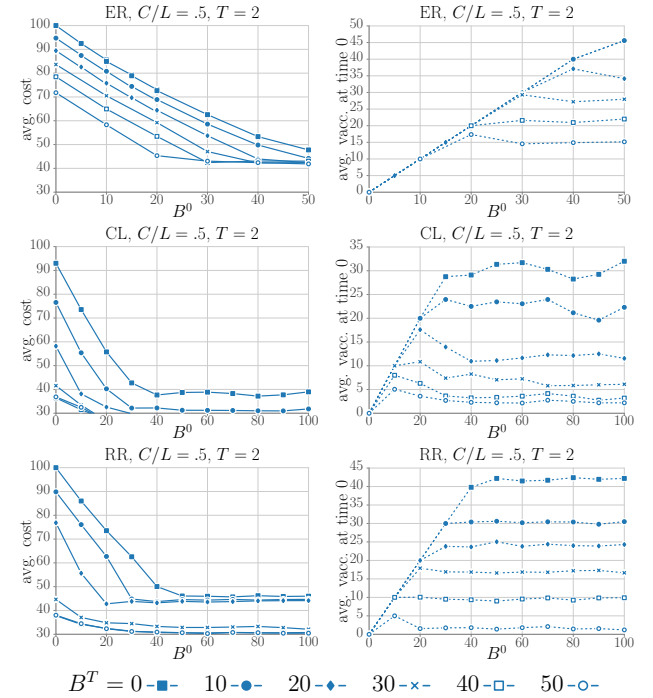 ER, C/L = .5, T = 2
avg. cost
100
90
80
70
60
50
40
30
0 10 20 30 40 50
B⁰
ER, C/L = .5, T = 2
avg. vacc. at time 0
50
45
40
35
30
25
20
15
10
5
0
0 10 20 30 40 50
B⁰
CL, C/L = .5, T = 2
avg. cost
100
90
80
70
60
50
40
30
0 20 40 60 80 100
B⁰
CL, C/L = .5, T = 2
avg. vacc. at time 0
35
30
25
20
15
10
5
0
0 20 40 60 80 100
B⁰
RR, C/L = .5, T = 2
avg. cost
100
90
80
70
60
50
40
30
0 20 40 60 80 100
B⁰
RR, C/L = .5, T = 2
avg. vacc. at time 0
45
40
35
30
25
20
15
10
5
0
0 20 40 60 80 100
B⁰
Bᵀ = 0 10 20 30 40 50